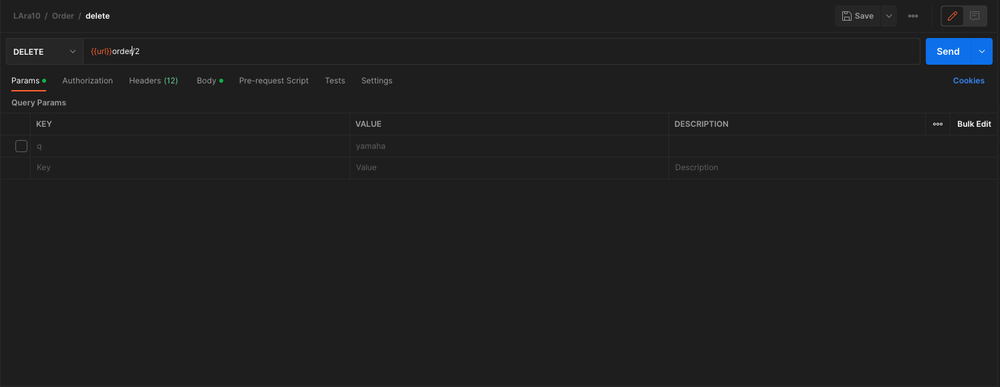 LAra10 / Order / delete
Save
DELETE
{{url}}order/2
Send
Params
Authorization
Headers (12)
Body
Pre-request Script
Tests
Settings
Cookies
Query Params
KEY
VALUE
DESCRIPTION
Bulk Edit
q
yamaha
Key
Value
Description